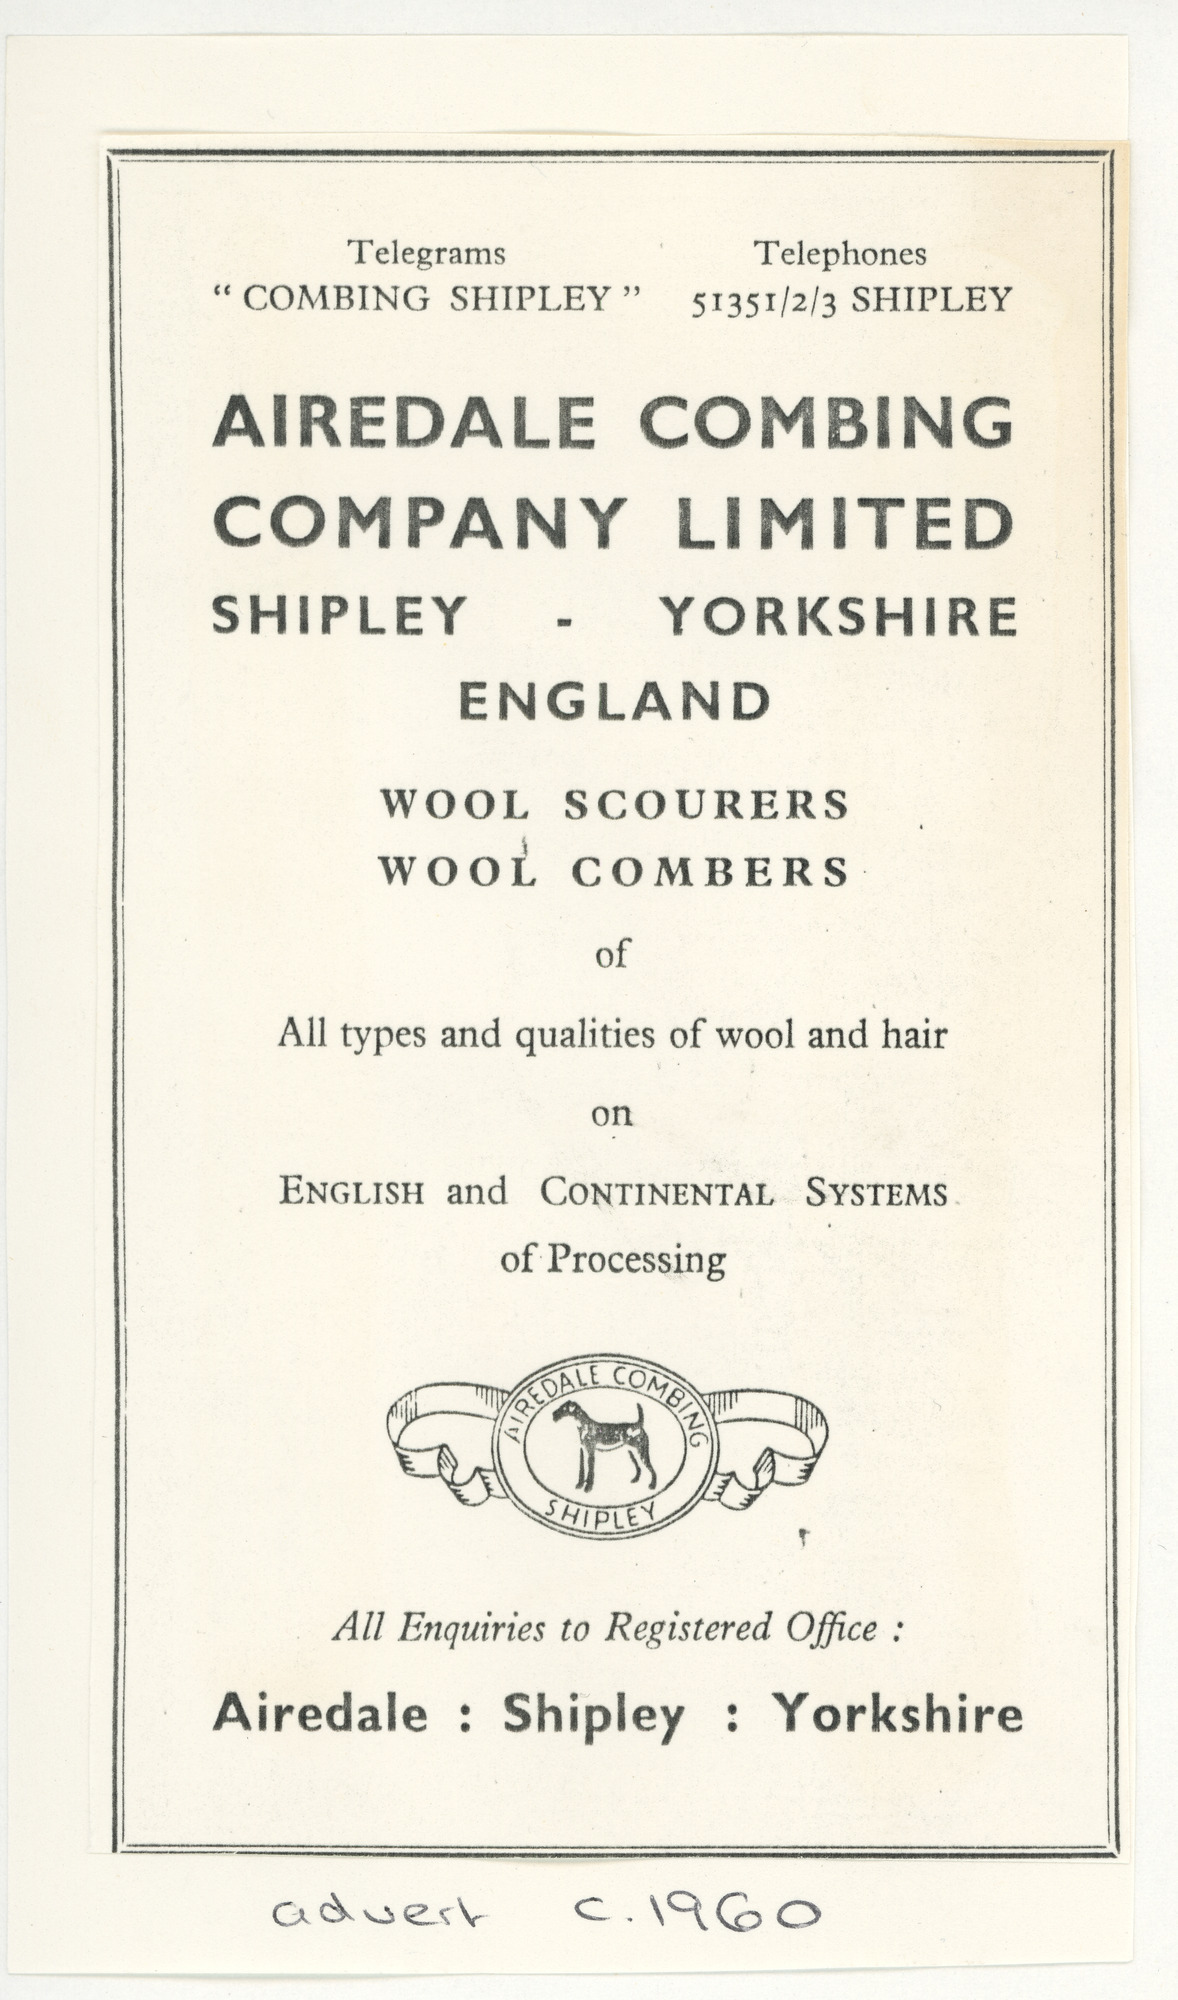 Telegrams Telephones
“ COMBING SHIPLEY ” 51351/2/3 SHIPLEY
AIREDALE COMBING
COMPANY LIMITED
SHIPLEY - YORKSHIRE
ENGLAND
WOOL SCOURERS
WOOL COMBERS
of
All types and qualities of wool and hair
on
ENGLISH and CONTINENTAL SYSTEMS
of Processing
AIREDALE COMBING
SHIPLEY
All Enquiries to Registered Office :
Airedale : Shipley : Yorkshire
advert c.1960